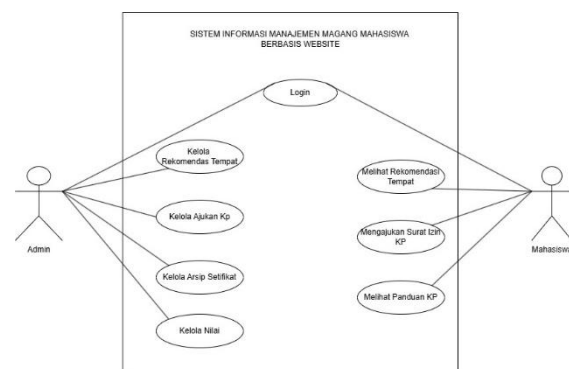 SISTEM INFORMASI MANAJEMEN MAGANG MAHASISWA
BERBASIS WEBSITE
Login
Kelola
Rekomendas Tempat
Melihat Rekomendasi
Tempat
Kelola Ajukan Kp
Mengajukan Surat Izin
KP
Admin
Mahasiswa
Kelola Arsip Setifikat
Melihat Panduan KP
Kelola Nilai